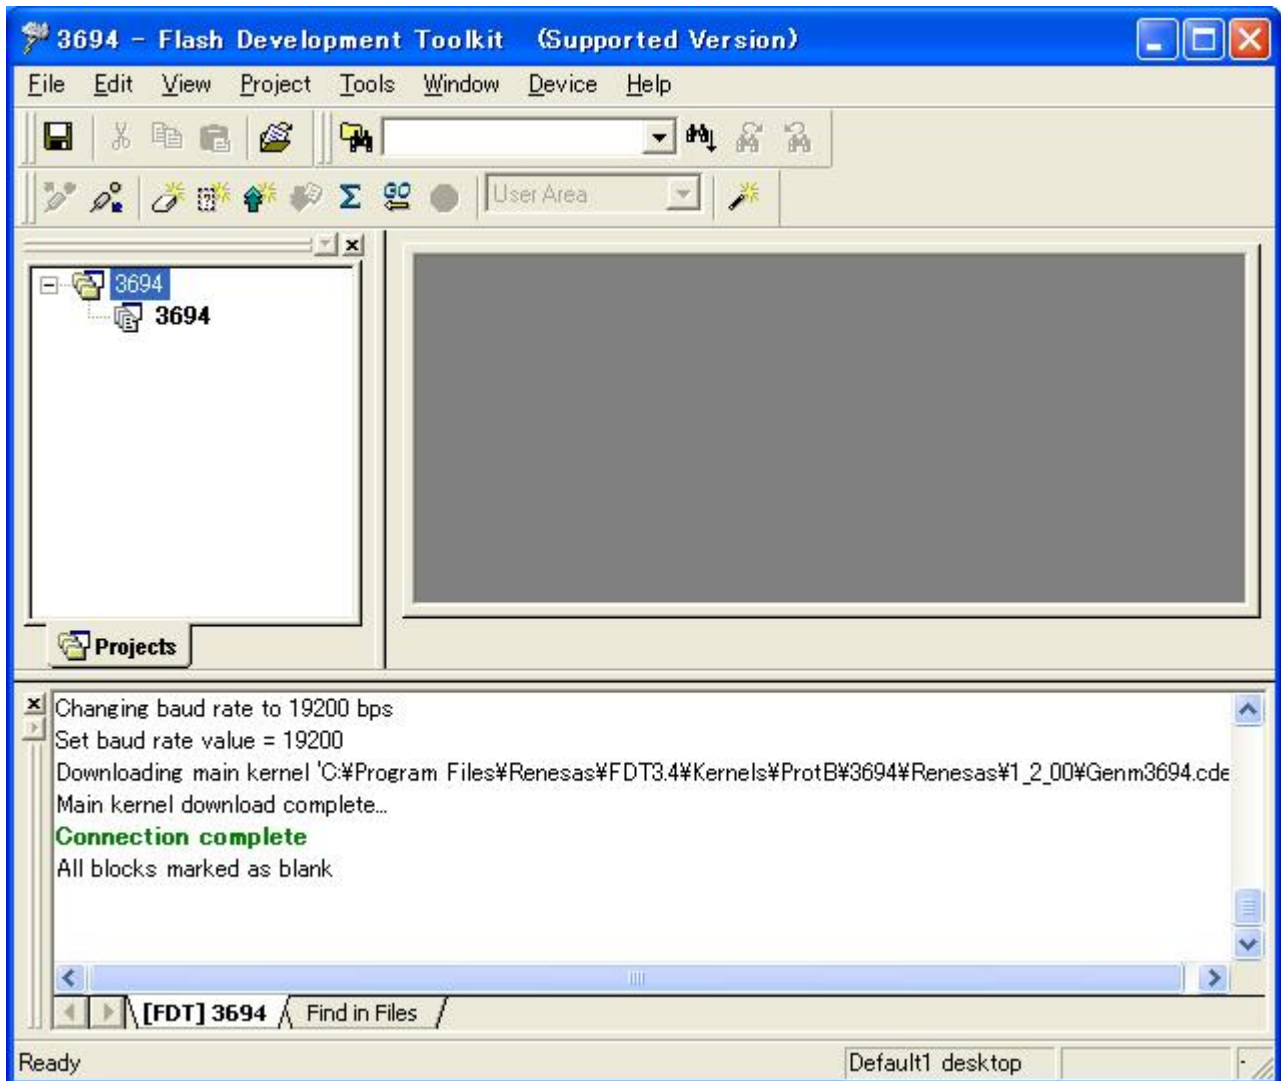 3694 - Flash Development Toolkit (Supported Version)
File Edit View Project Tools Window Device Help
User Area
3694
3694
Projects
Changing baud rate to 19200 bps
Set baud rate value = 19200
Downloading main kernel 'C:¥Program Files¥Renesas¥FDT3.4¥Kernels¥ProtB¥3694¥Renesas¥1_2_00¥Genm3694.cde
Main kernel download complete...
Connection complete
All blocks marked as blank
[FDT] 3694 Find in Files
Ready Default1 desktop